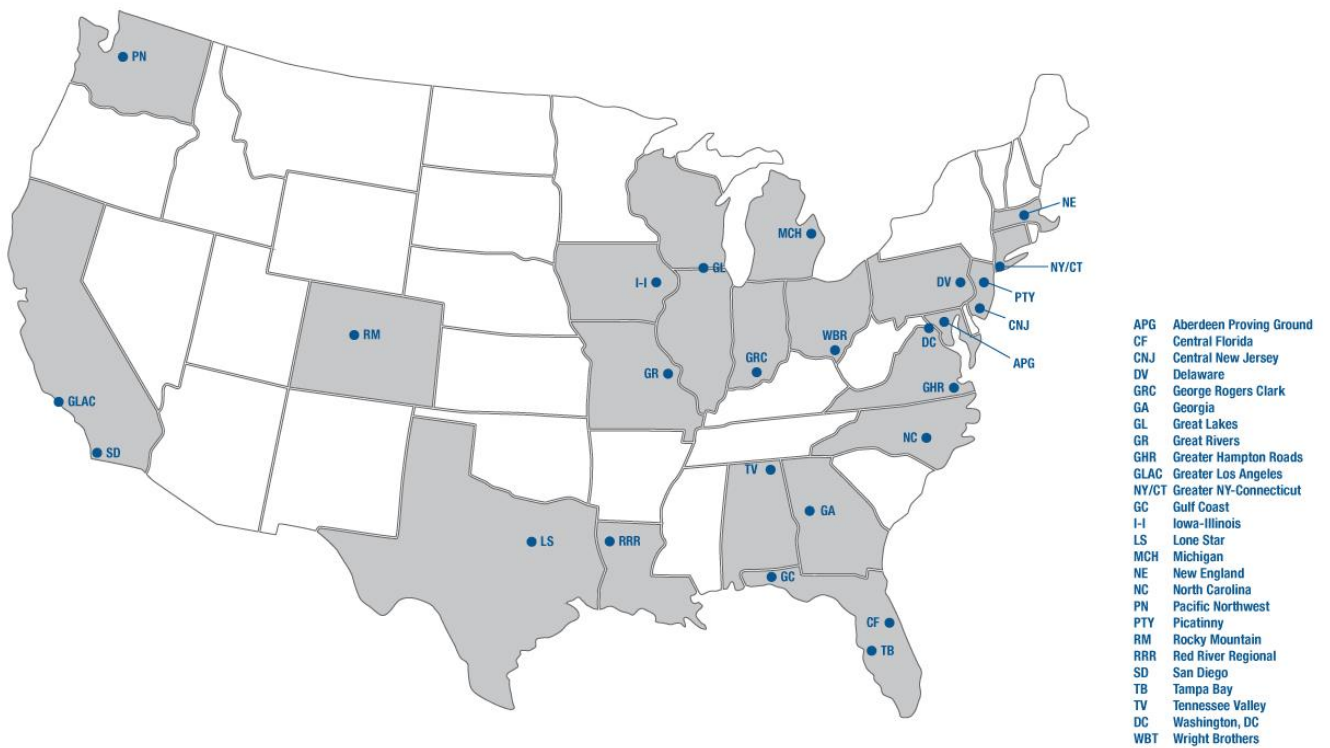 PN
NE
MCH
GL
NY/CT
I-I
DV
PTY
CNJ
RM
WBR
DC
APG
GRC
GR
GHR
GLAC
NC
SD
TV
GA
LS
RRR
GC
CF
TB
APG Aberdeen Proving Ground
CF Central Florida
CNJ Central New Jersey
DV Delaware
GRC George Rogers Clark
GA Georgia
GL Great Lakes
GR Great Rivers
GHR Greater Hampton Roads
GLAC Greater Los Angeles
NY/CT Greater NY-Connecticut
GC Gulf Coast
I-I Iowa-Illinois
LS Lone Star
MCH Michigan
NE New England
NC North Carolina
PN Pacific Northwest
PTY Picatinny
RM Rocky Mountain
RRR Red River Regional
SD San Diego
TB Tampa Bay
TV Tennessee Valley
DC Washington, DC
WBT Wright Brothers